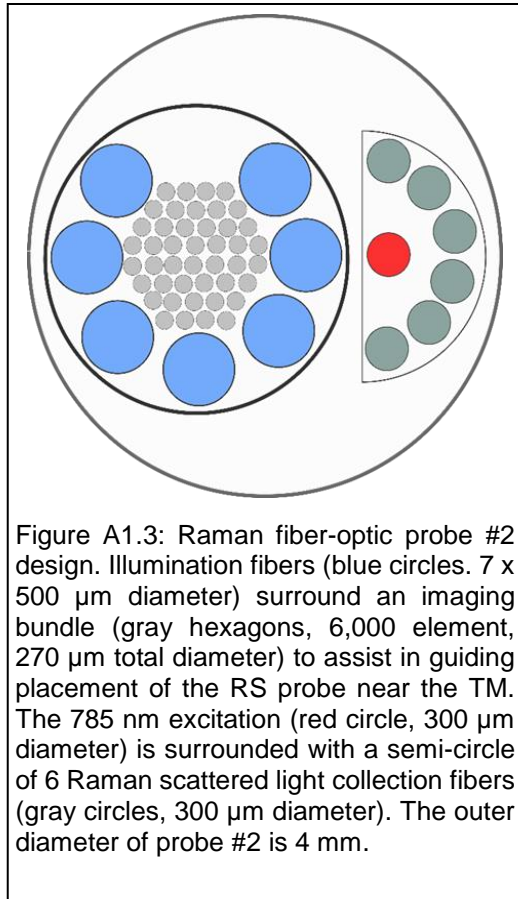 Figure A1.3: Raman fiber-optic probe #2
design. Illumination fibers (blue circles. 7 x
500 µm diameter) surround an imaging
bundle (gray hexagons, 6,000 element,
270 µm total diameter) to assist in guiding
placement of the RS probe near the TM.
The 785 nm excitation (red circle, 300 µm
diameter) is surrounded with a semi-circle
of 6 Raman scattered light collection fibers
(gray circles, 300 µm diameter). The outer
diameter of probe #2 is 4 mm.